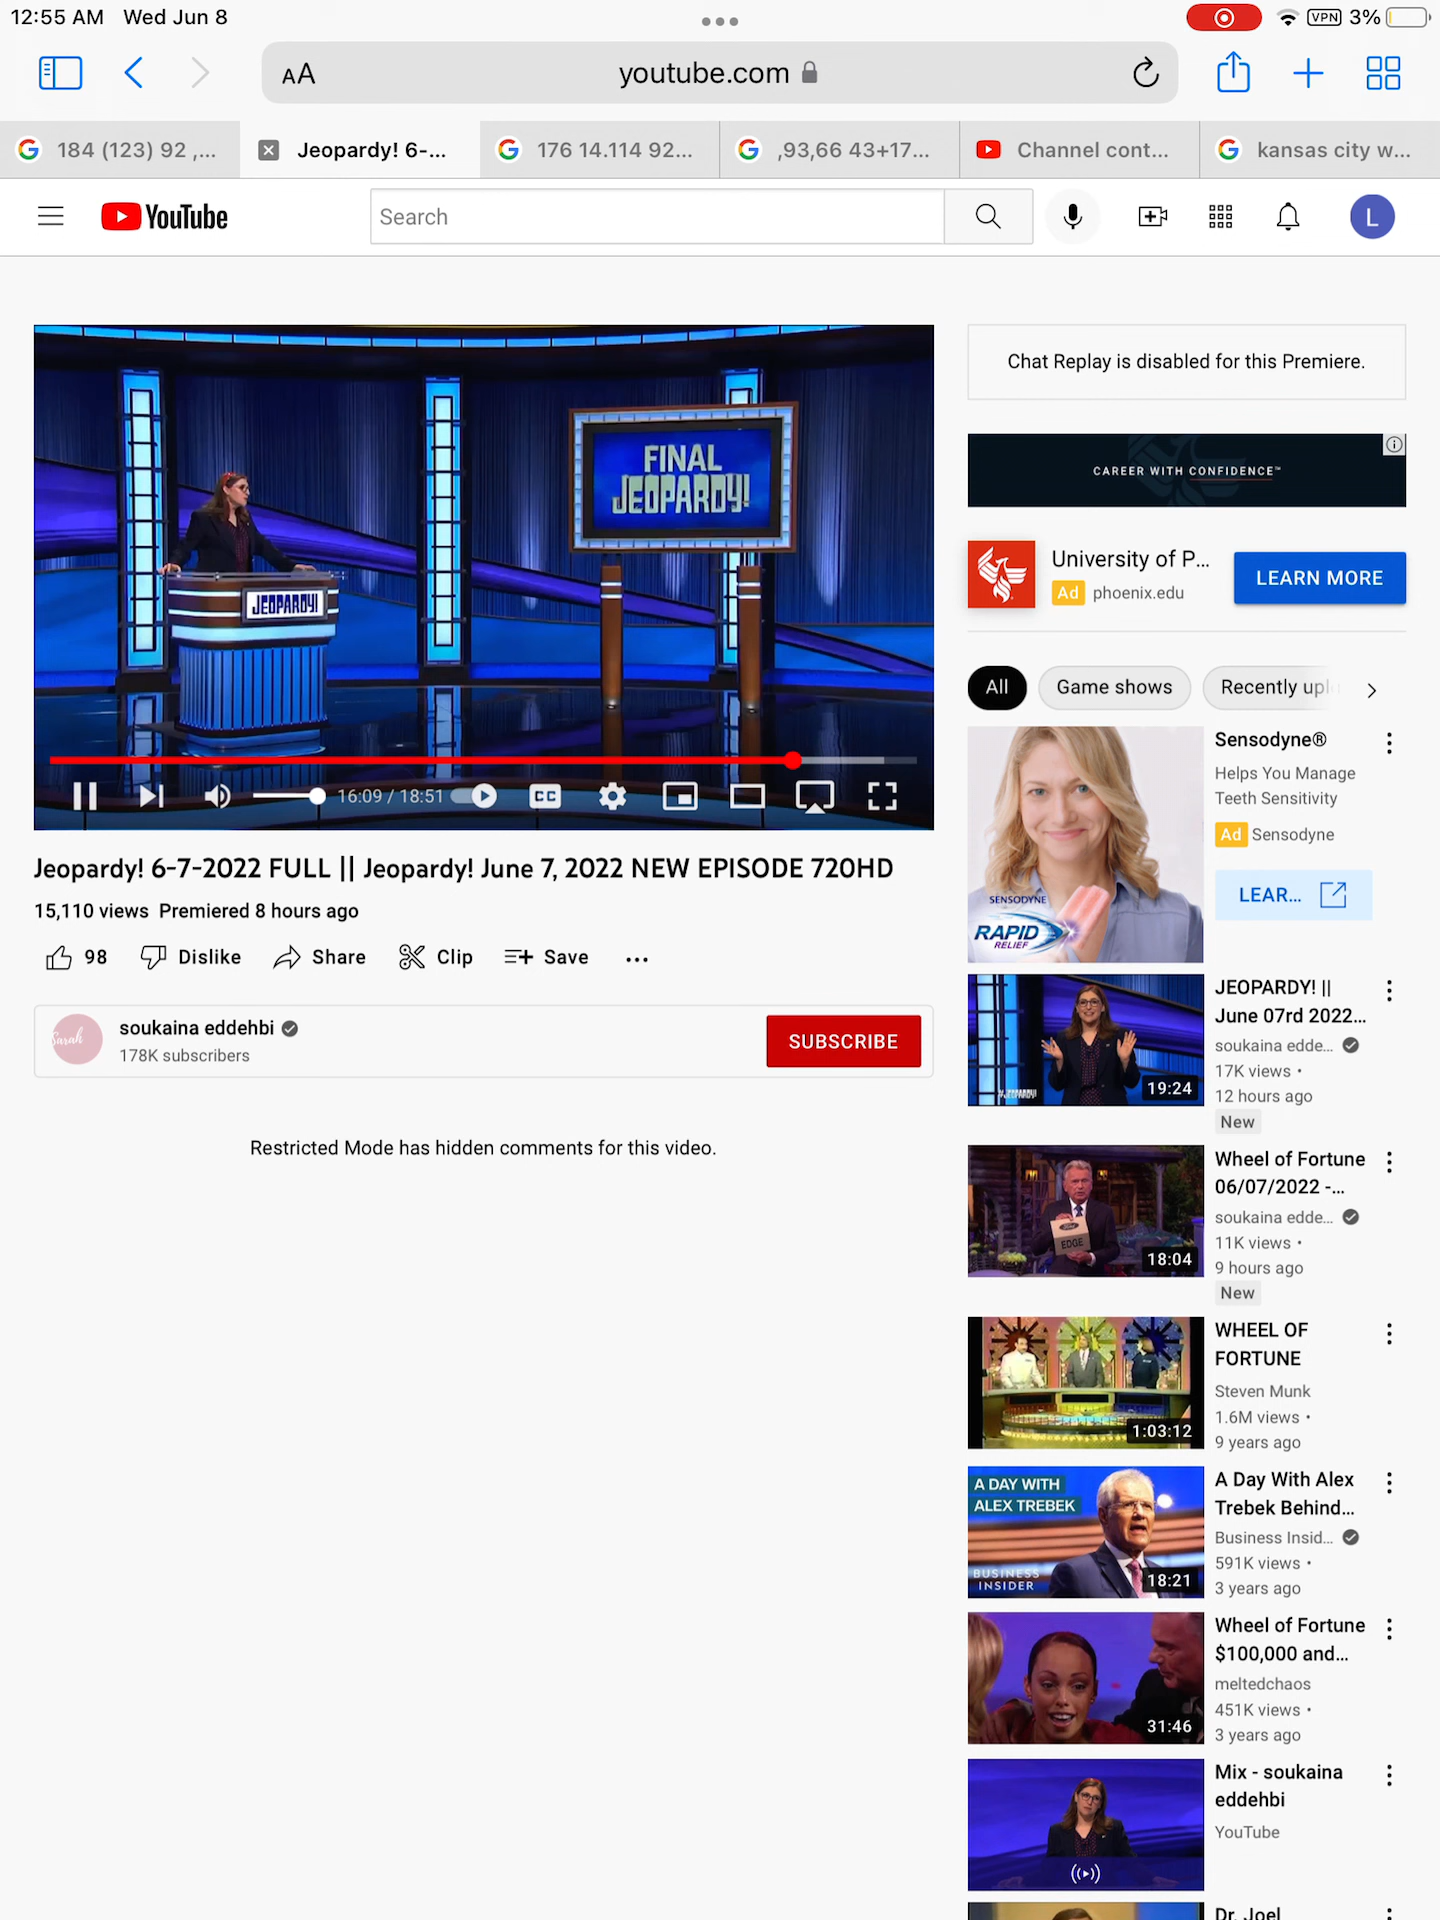 12:55 AM Wed Jun 8
VPN 3%
AA youtube.com
184 (123) 92 ,...
Jeopardy! 6-...
176 14.114 92...
,93,66 43+17...
Channel cont...
kansas city w...
YouTube
Search
L
FINAL
JEOPARDY!
JEOPARDY!
16:09 / 18:51
CC
Jeopardy! 6-7-2022 FULL || Jeopardy! June 7, 2022 NEW EPISODE 720HD
15,110 views Premiered 8 hours ago
98 Dislike Share Clip Save
Sarah
soukaina eddehbi
178K subscribers
SUBSCRIBE
Restricted Mode has hidden comments for this video.
Chat Replay is disabled for this Premiere.
CAREER WITH CONFIDENCE™
University of P...
Ad phoenix.edu
LEARN MORE
All Game shows Recently upl
SENSODYNE
RAPID
RELIEF
Sensodyne®
Helps You Manage
Teeth Sensitivity
Ad Sensodyne
LEAR...
#JEOPARDY!
19:24
JEOPARDY! ||
June 07rd 2022...
soukaina edde...
17K views •
12 hours ago
New
EDGE
18:04
Wheel of Fortune
06/07/2022 -...
soukaina edde...
11K views •
9 hours ago
New
1:03:12
WHEEL OF
FORTUNE
Steven Munk
1.6M views •
9 years ago
A DAY WITH
ALEX TREBEK
BUSINESS
INSIDER
18:21
A Day With Alex
Trebek Behind...
Business Insid...
591K views •
3 years ago
31:46
Wheel of Fortune
$100,000 and...
meltedchaos
451K views •
3 years ago
Mix - soukaina
eddehbi
YouTube
Dr. Joel